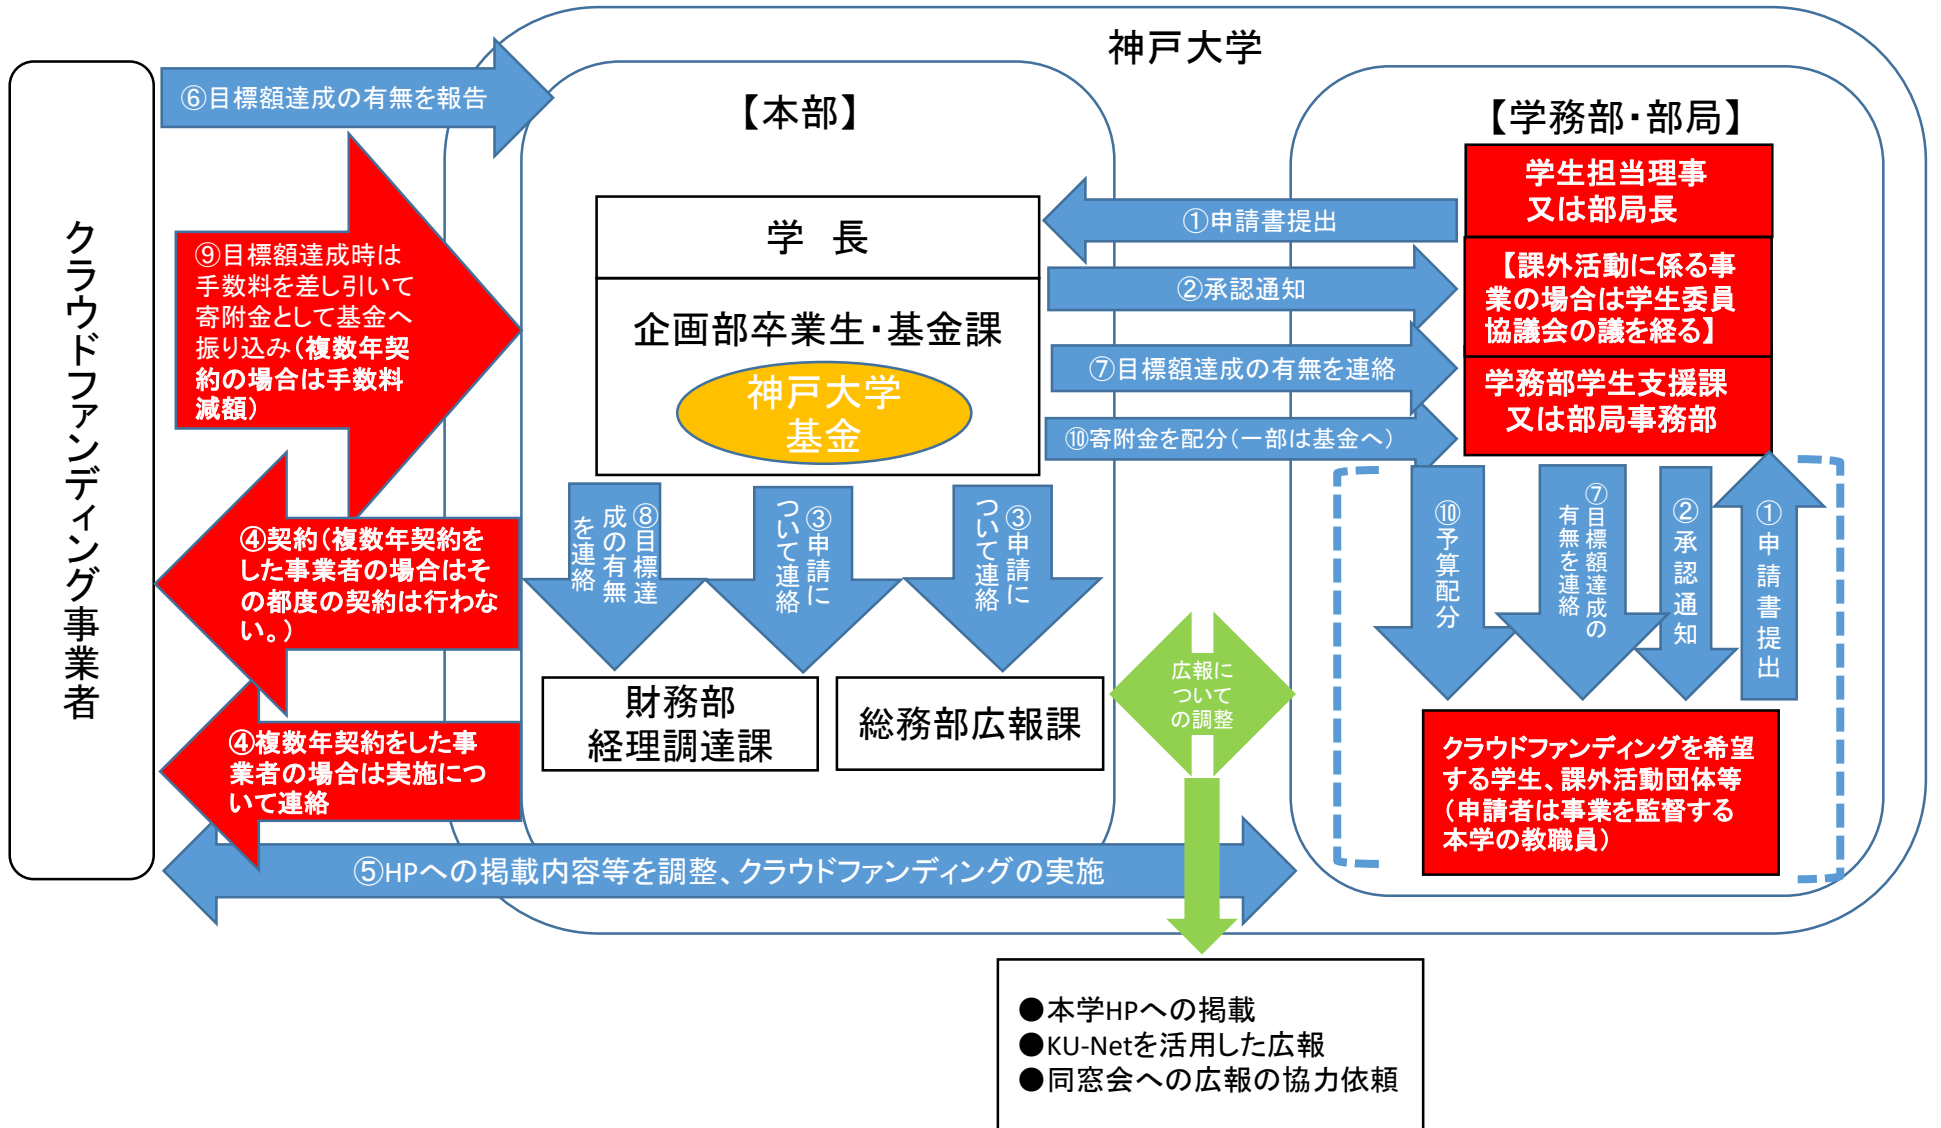 神戸大学
クラウドファンディング事業者
⑥目標額達成の有無を報告
⑨目標額達成時は
手数料を差し引いて
寄附金として基金へ
振り込み(複数年契
約の場合は手数料
減額)
④契約(複数年契約を
した事業者の場合はそ
の都度の契約は行わな
い。)
④複数年契約をした事
業者の場合は実施につ
いて連絡
⑤HPへの掲載内容等を調整、クラウドファンディングの実施
【本部】
学 長
企画部卒業生・基金課
神戸大学
基金
⑧目標達
成の有無
を連絡
③申請に
ついて連絡
③申請に
ついて連絡
財務部
経理調達課
総務部広報課
①申請書提出
②承認通知
⑦目標額達成の有無を連絡
⑩寄附金を配分(一部は基金へ)
広報に
ついて
の調整
【学務部・部局】
学生担当理事
又は部局長
【課外活動に係る事
業の場合は学生委員
協議会の議を経る】
学務部学生支援課
又は部局事務部
⑩予算配分
⑦目標額達成の
有無を連絡
②承認通知
①申請書提出
クラウドファンディングを希望
する学生、課外活動団体等
(申請者は事業を監督する
本学の教職員)
●本学HPへの掲載
●KU-Netを活用した広報
●同窓会への広報の協力依頼